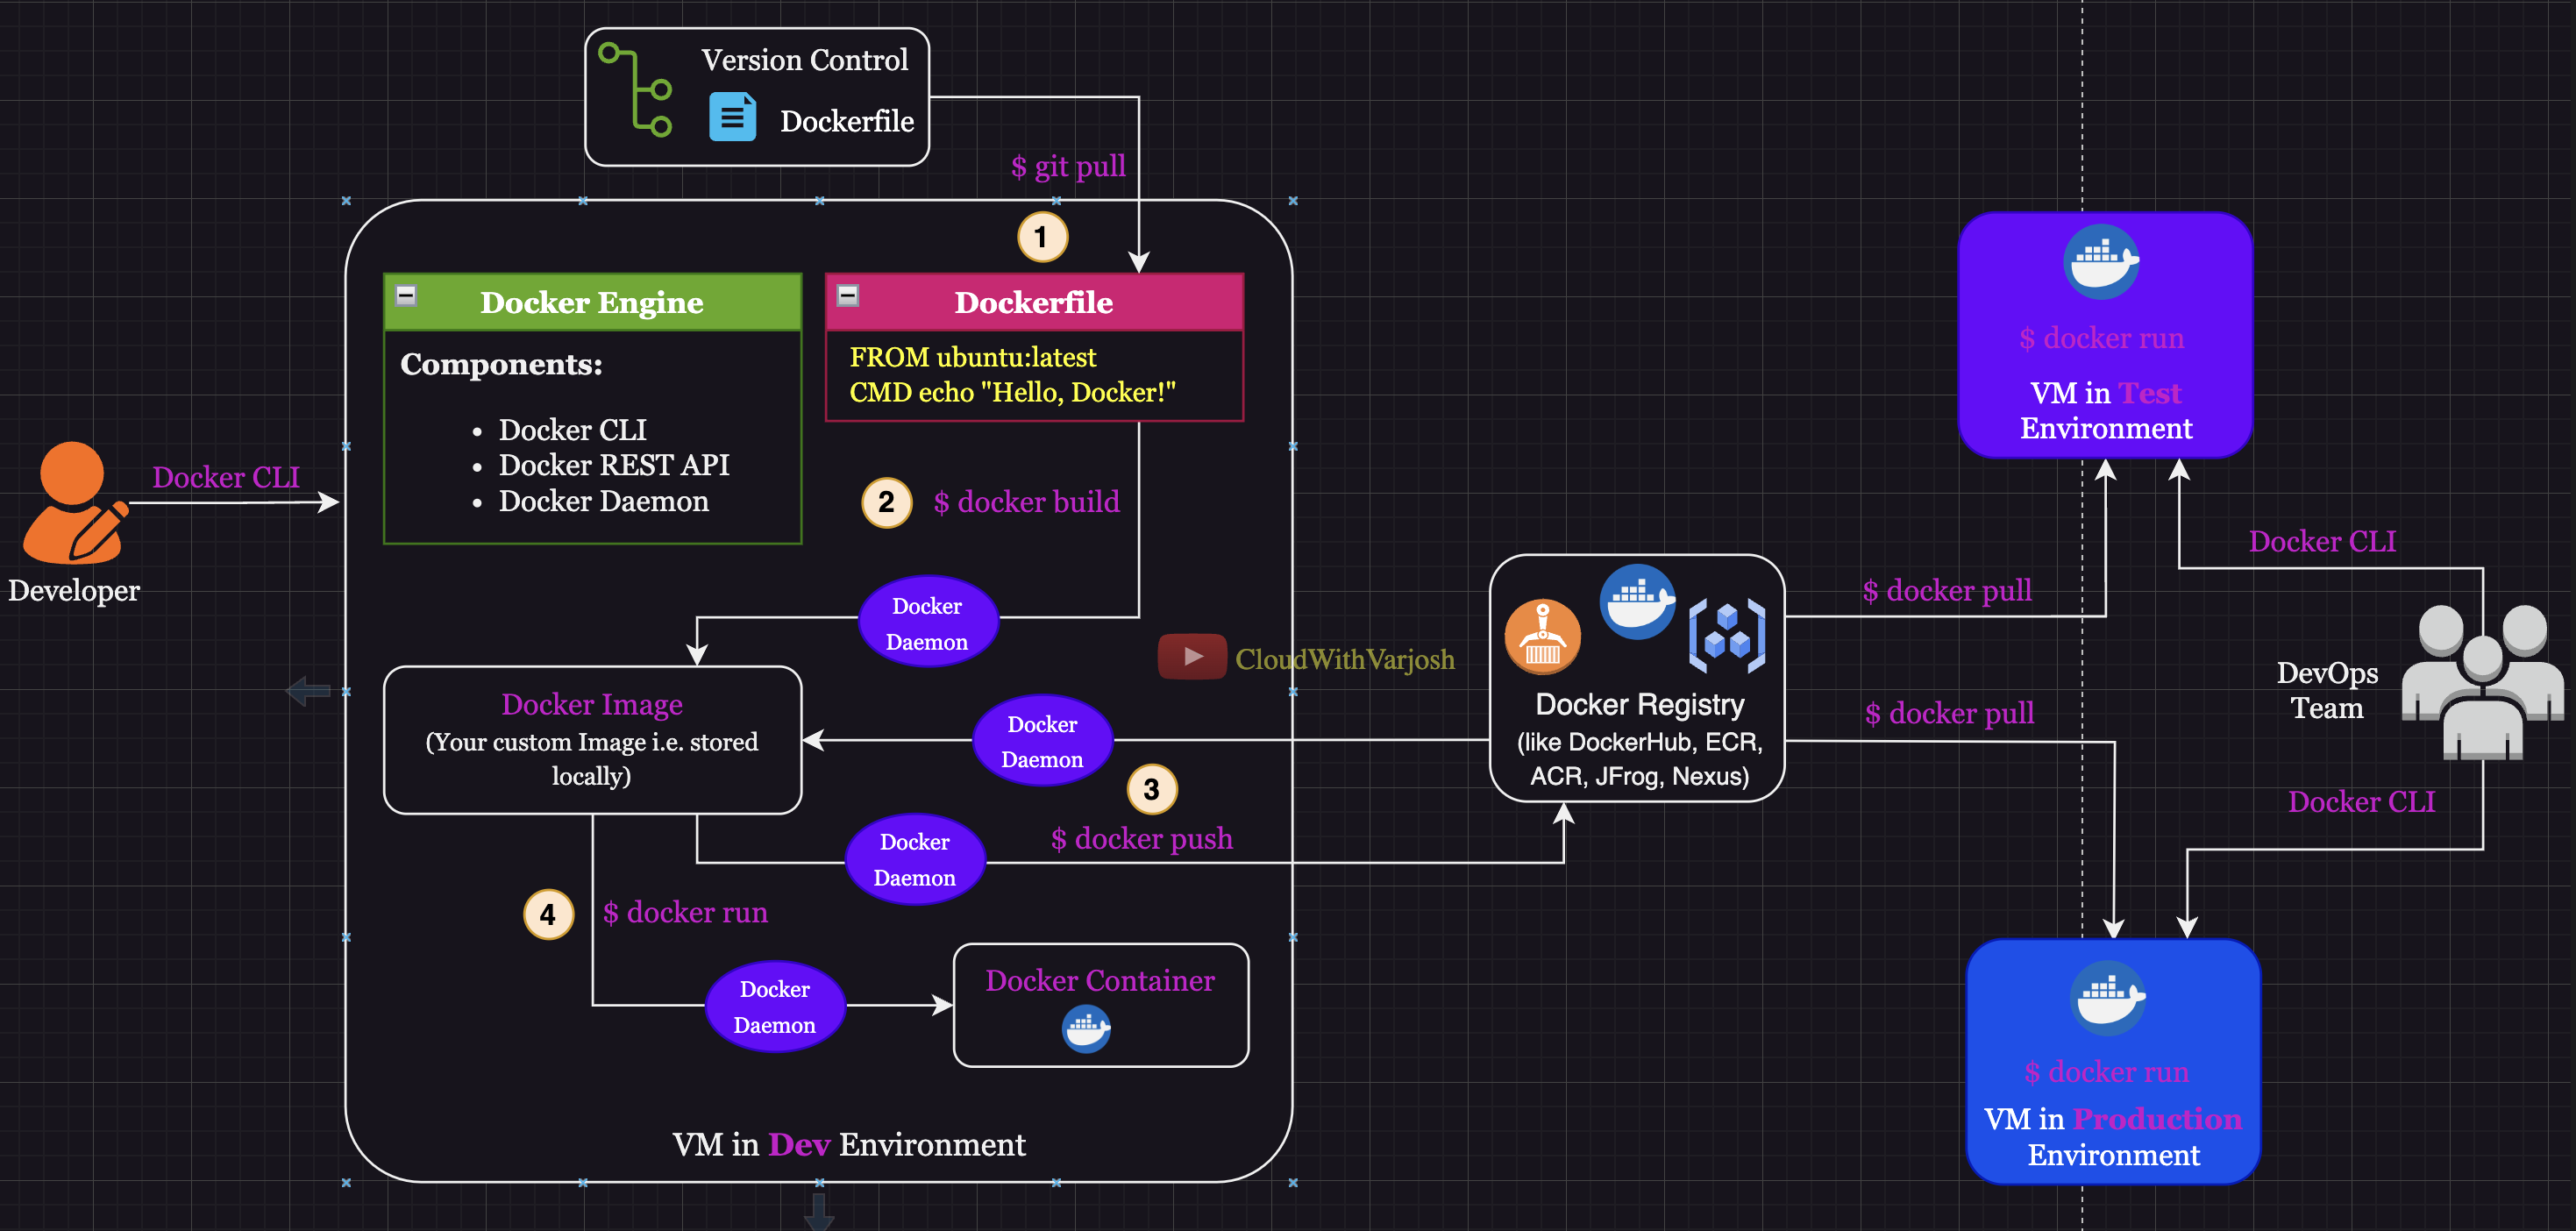 Version Control
Dockerfile
$ git pull
1
Docker Engine
Components:
• Docker CLI
• Docker REST API
• Docker Daemon
Dockerfile
FROM ubuntu:latest
CMD echo "Hello, Docker!"
Docker CLI
Developer
2
$ docker build
Docker
Daemon
CloudWithVarjosh
Docker Image
(Your custom Image i.e. stored
locally)
Docker
Daemon
3
$ docker push
Docker
Daemon
4
$ docker run
Docker
Daemon
Docker Container
VM in Dev Environment
Docker Registry
(like DockerHub, ECR,
ACR, JFrog, Nexus)
$ docker pull
$ docker pull
$ docker run
VM in Test
Environment
Docker CLI
DevOps
Team
Docker CLI
$ docker run
VM in Production
Environment